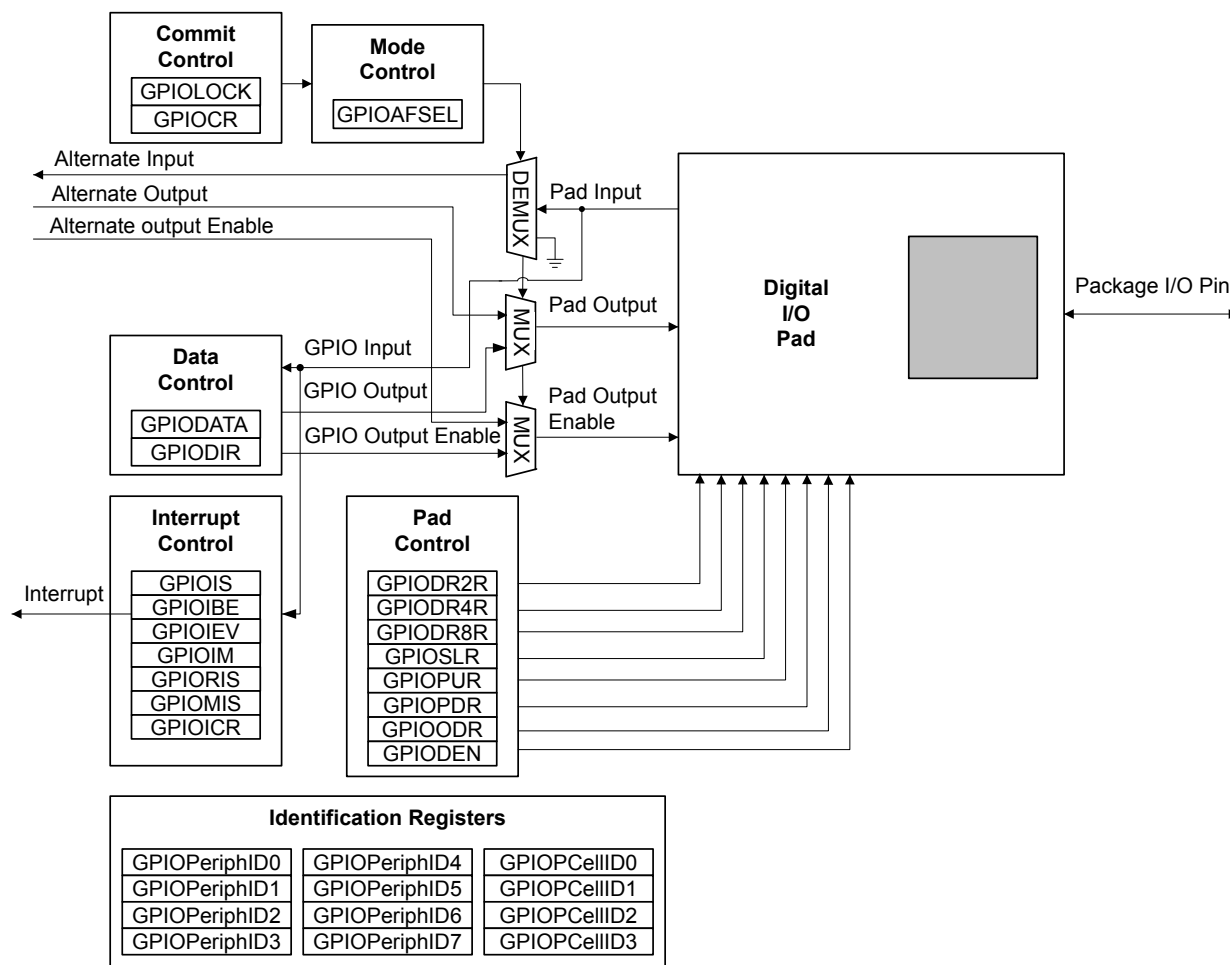 Commit
Control
GPIOLOCK
GPIOCR
Mode
Control
GPIOAFSEL
Alternate Input
Alternate Output
Alternate output Enable
DEMUX
Pad Input
MUX
Pad Output
MUX
Pad Output
Enable
Digital
I/O
Pad
Package I/O Pin
Data
Control
GPIODATA
GPIODIR
GPIO Input
GPIO Output
GPIO Output Enable
Interrupt
Control
GPIOIS
GPIOIBE
GPIOIEV
GPIOIM
GPIORIS
GPIOMIS
GPIOICR
Interrupt
Pad
Control
GPIODR2R
GPIODR4R
GPIODR8R
GPIOSLR
GPIOPUR
GPIOPDR
GPIOODR
GPIODEN
Identification Registers
GPIOPeriphID0
GPIOPeriphID1
GPIOPeriphID2
GPIOPeriphID3
GPIOPeriphID4
GPIOPeriphID5
GPIOPeriphID6
GPIOPeriphID7
GPIOPCellID0
GPIOPCellID1
GPIOPCellID2
GPIOPCellID3